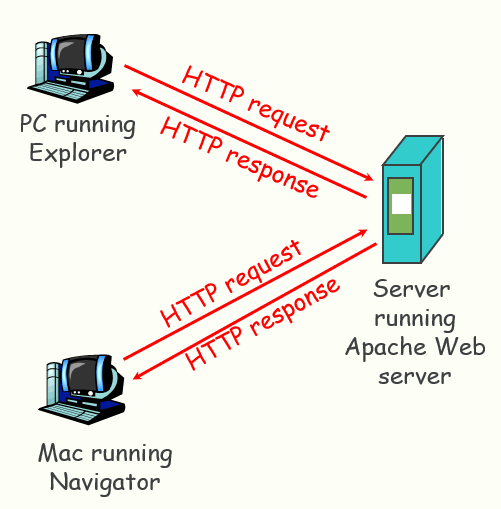 HTTP request
PC running
Explorer
HTTP response
Server
running
Apache Web
server
HTTP request
HTTP response
Mac running
Navigator